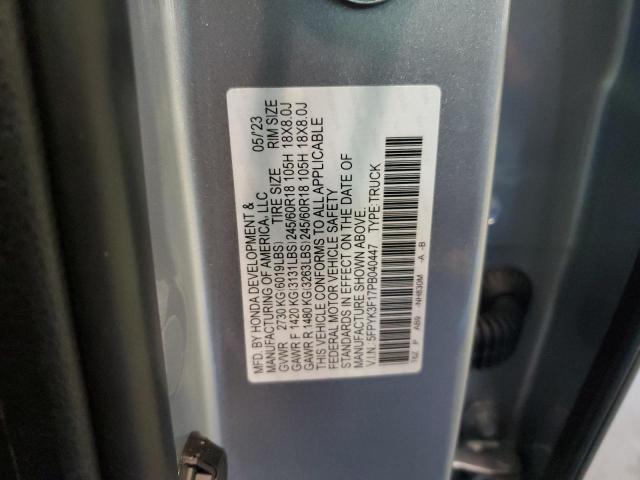 MFD. BY HONDA DEVELOPMENT & 05/'23
MANUFACTURING OF AMERICA, LLC
GVWR 2730 KG(6019LBS) TIRE SIZE RIM SIZE
GAWR F 1420 KG(3131LBS)245/60R18 105H 18X8.0J
GAWR R 1480 KG(3263LBS)245/60R18 105H 18X8.0J
THIS VEHICLE CONFORMS TO ALL APPLICABLE
FEDERAL MOTOR VEHICLE SAFETY
STANDARDS IN EFFECT ON THE DATE OF
MANUFACTURE SHOWN ABOVE.
V.I.N.:5FPYK3F17PB040447 TYPE:TRUCK
P AB9 NH830M -A -B